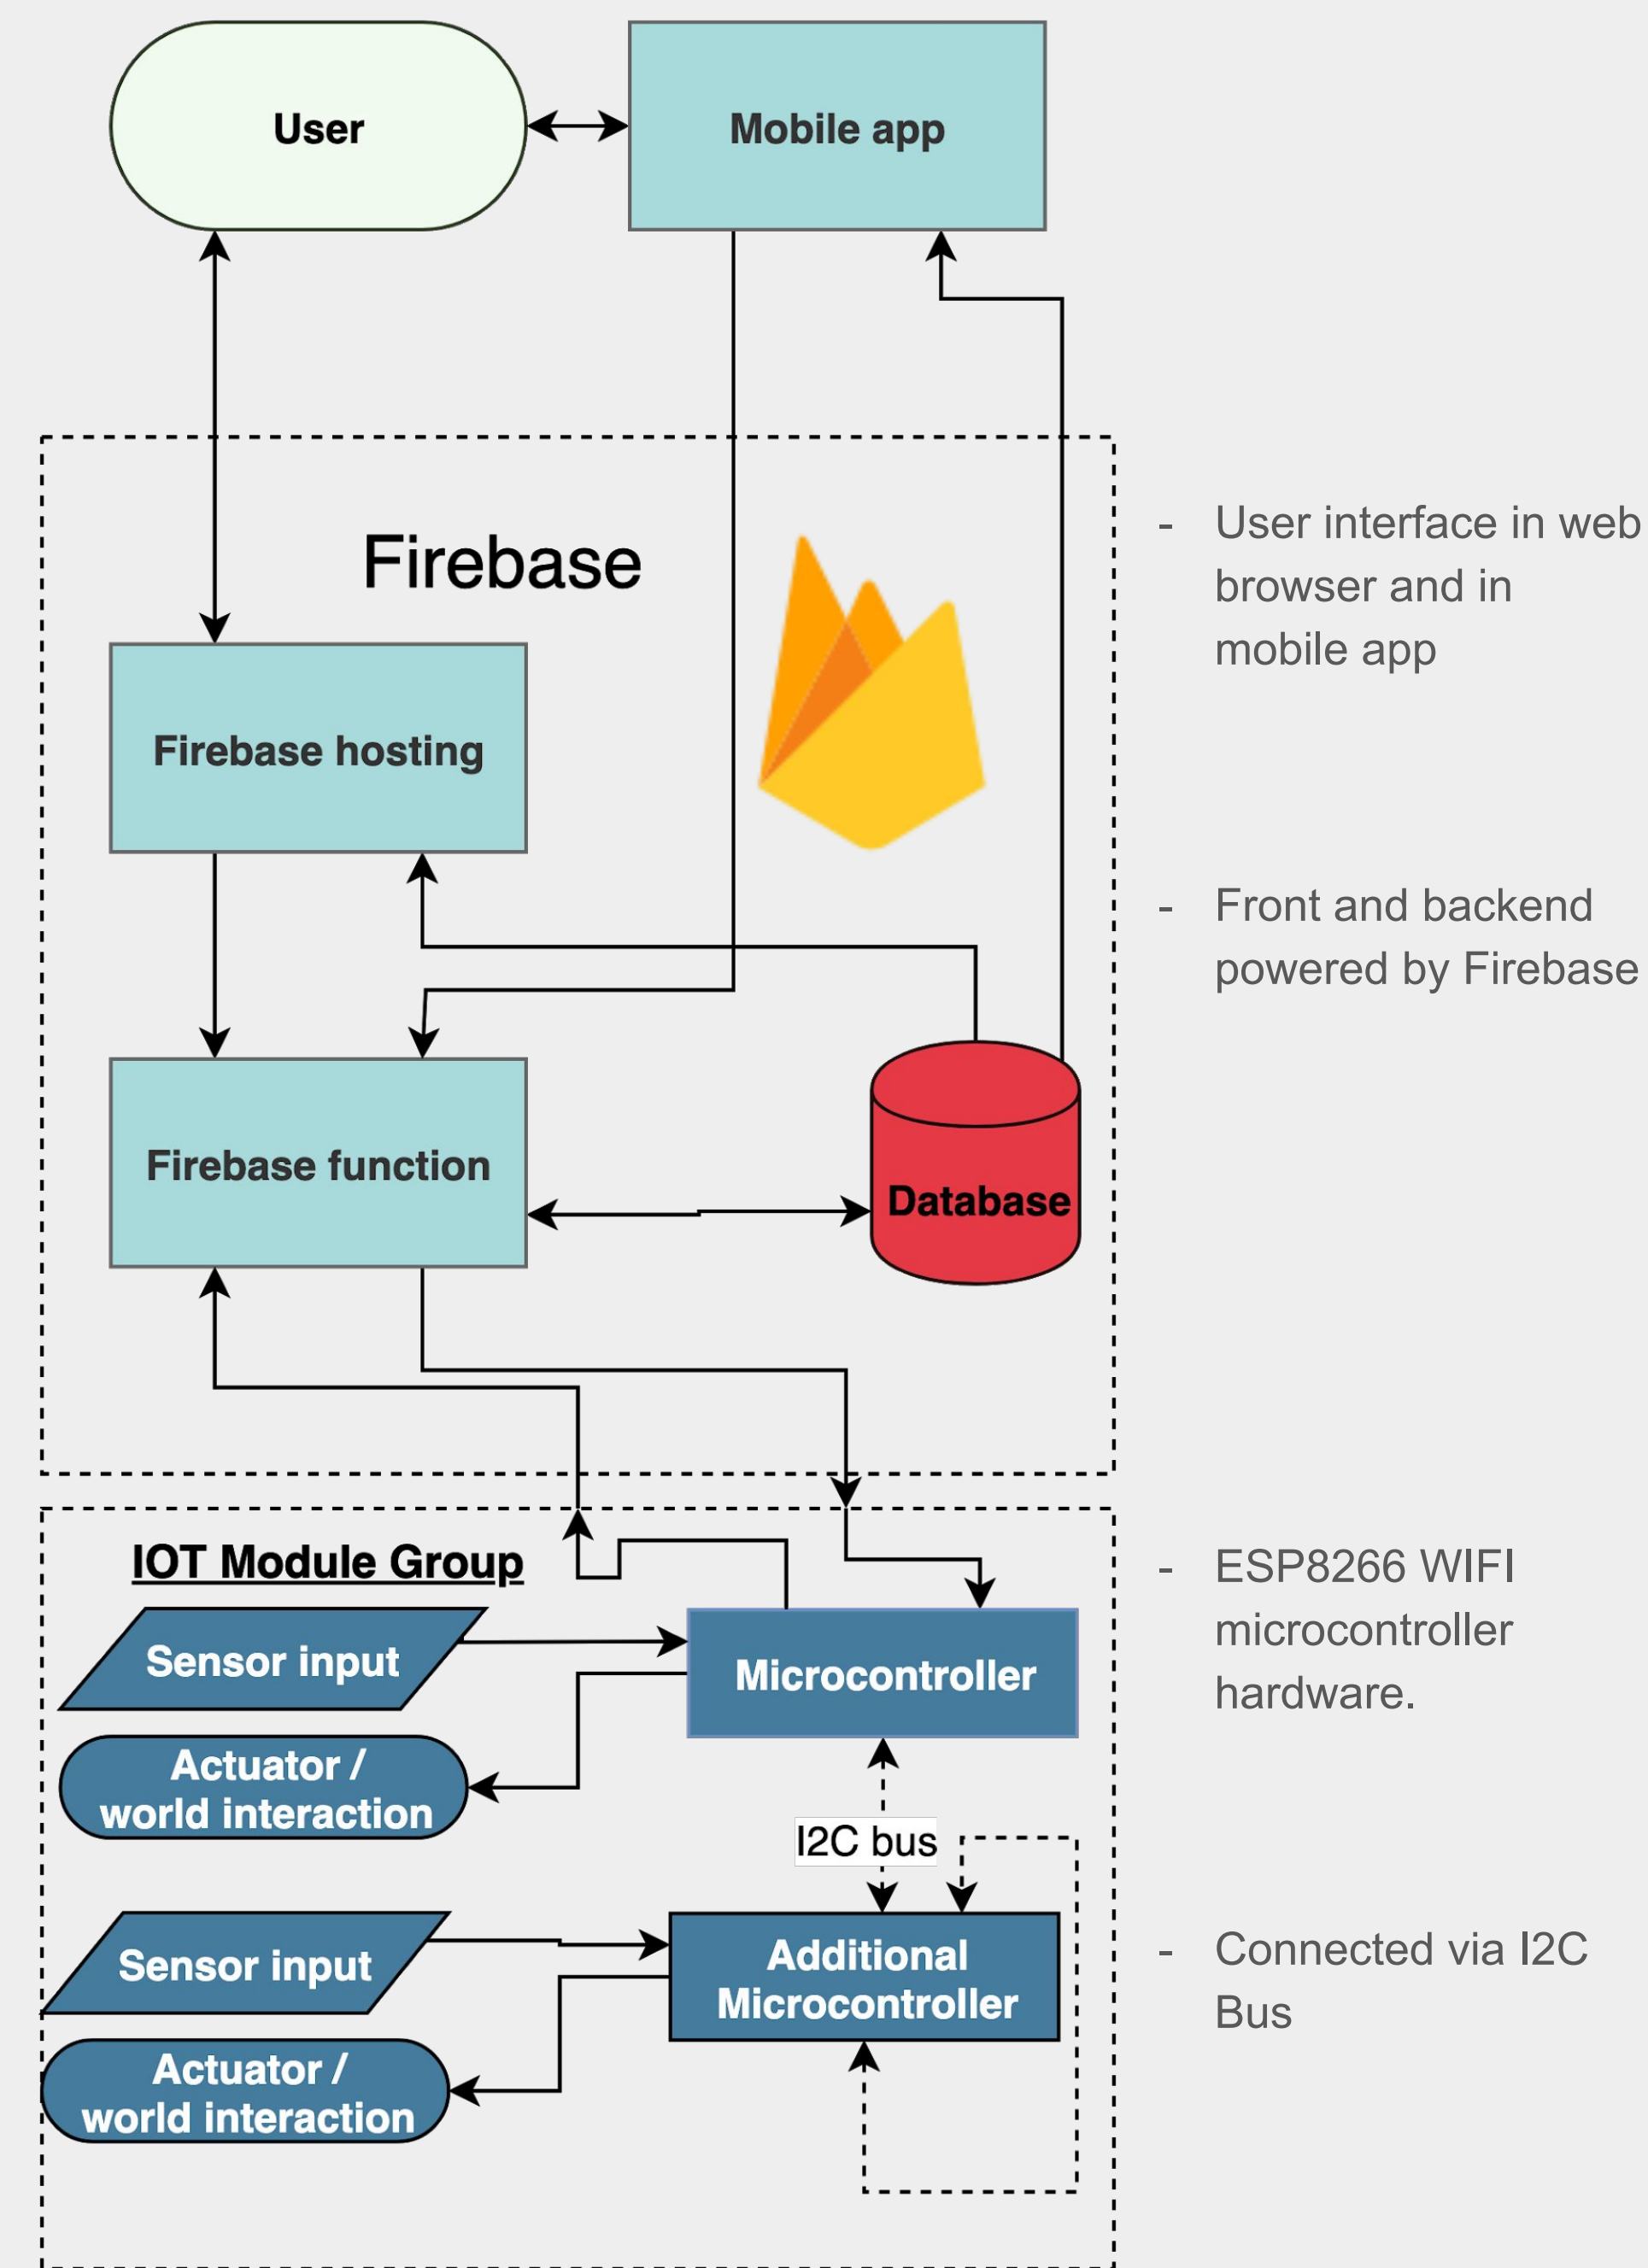 User
Mobile app
Firebase
- User interface in web
browser and in
mobile app
Firebase hosting
- Front and backend
powered by Firebase
Firebase function
Database
IOT Module Group
- ESP8266 WIFI
microcontroller
hardware.
Sensor input
Microcontroller
Actuator /
world interaction
I2C bus
Sensor input
Additional
Microcontroller
- Connected via I2C
Bus
Actuator /
world interaction